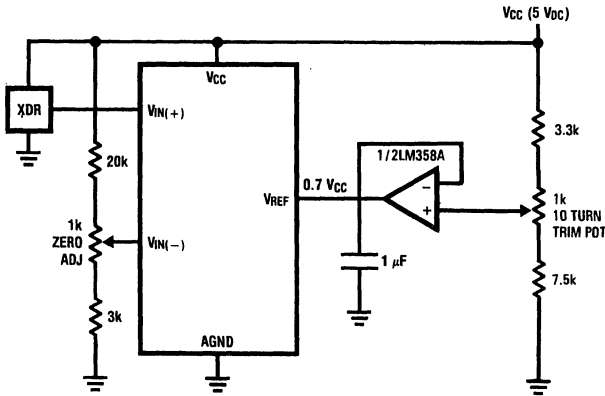 VCC (5 VDC)
XDR
VCC
VIN(+)
3.3k
20k
1/2LM358A
VREF
0.7 VCC
−
+
1k
10 TURN
TRIM POT
1k
ZERO
ADJ
VIN(−)
1 μF
7.5k
3k
AGND